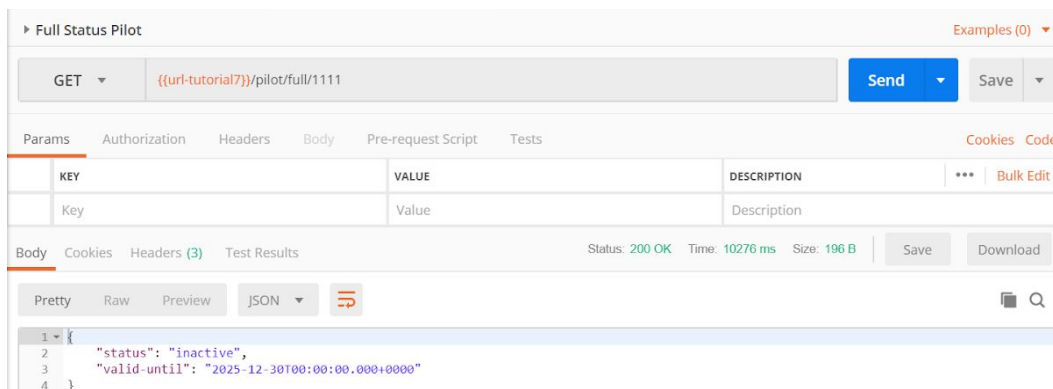 Full Status Pilot Examples (0)
GET {{url-tutorial7}}/pilot/full/1111 Send Save
Params Authorization Headers Body Pre-request Script Tests Cookies Code
KEY VALUE DESCRIPTION ••• Bulk Edit
Key Value Description
Body Cookies Headers (3) Test Results Status: 200 OK Time: 10276 ms Size: 196 B Save Download
Pretty Raw Preview JSON
1 {
2 "status": "inactive",
3 "valid-until": "2025-12-30T00:00:00.000+0000"
4 }